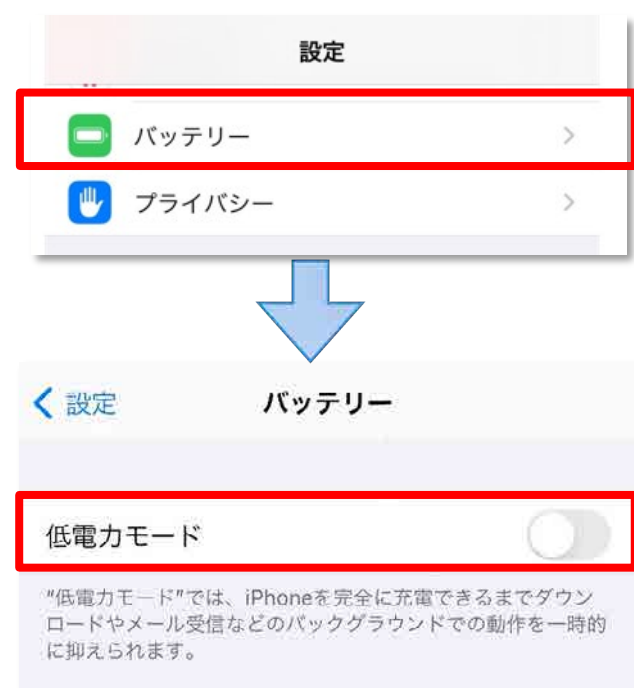 設定
バッテリー
プライバシー
設定
バッテリー
低電力モード
"低電力モード"では、iPhoneを完全に充電できるまでダウン
ロードやメール受信などのバックグラウンドでの動作を一時的
に抑えられます。